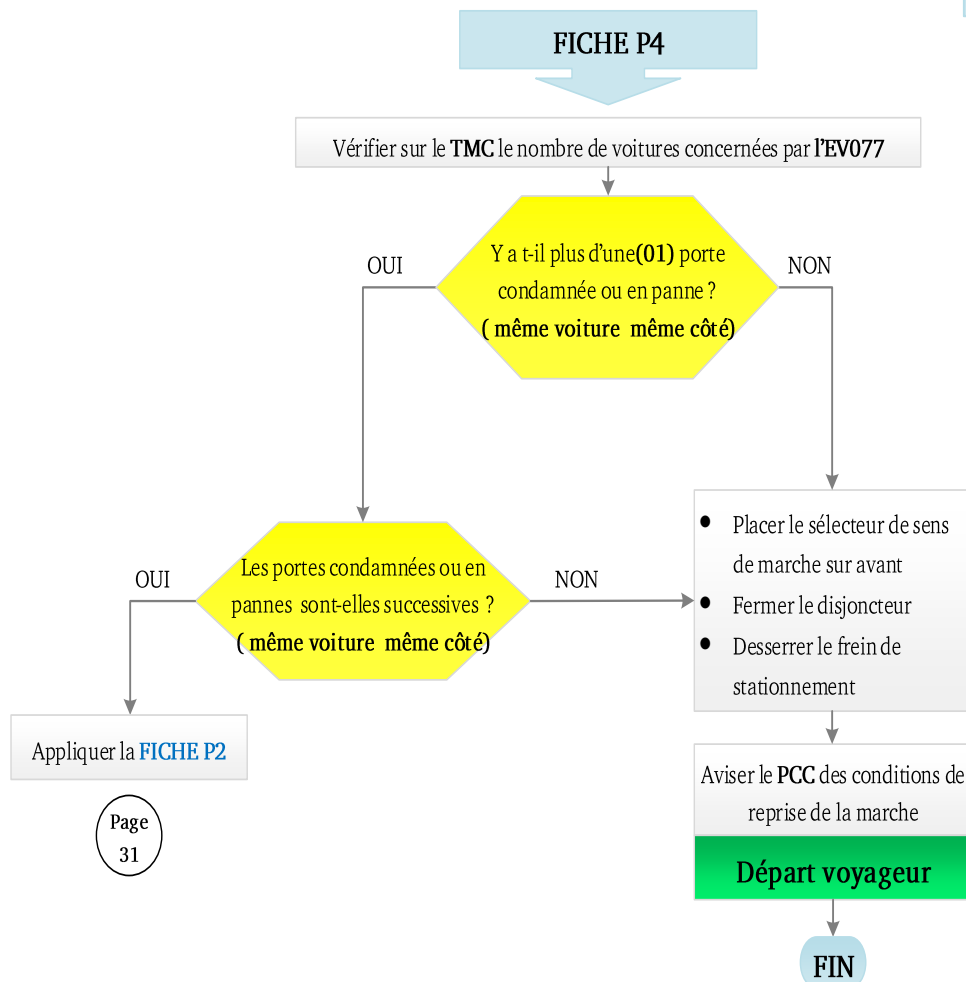 FICHE P4
Vérifier sur le TMC le nombre de voitures concernées par l'EV077
OUI
Y a t-il plus d'une(01) porte
condamnée ou en panne ?
( même voiture même côté)
NON
OUI
Les portes condamnées ou en
pannes sont-elles successives ?
( même voiture même côté)
NON
• Placer le sélecteur de sens
de marche sur avant
• Fermer le disjoncteur
• Desserrer le frein de
stationnement
Appliquer la FICHE P2
Page
31
Aviser le PCC des conditions de
reprise de la marche
Départ voyageur
FIN